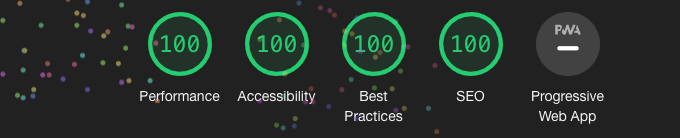 100 100 100 100 PWA
Performance Accessibility Best SEO Progressive
Practices Web App